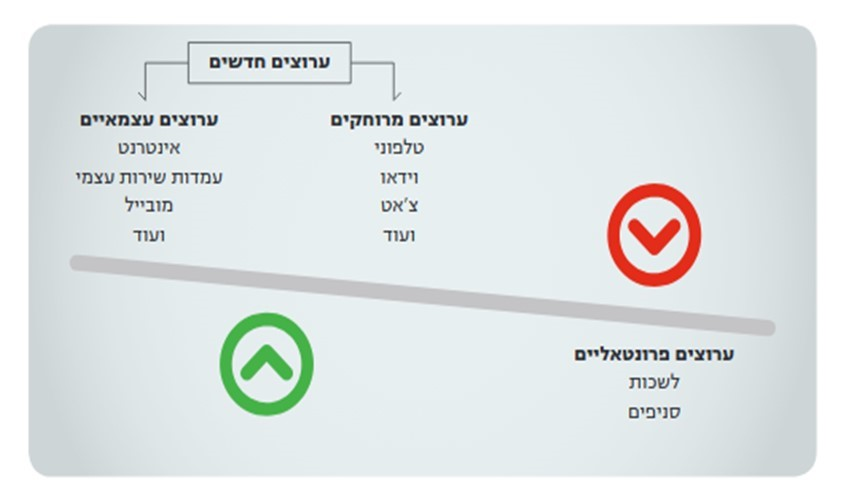 ערוצים חדשים
ערוצים מרוחקים
טלפוני
וידאו
צ'אט
ועוד
ערוצים עצמאיים
אינטרנט
עמדות שירות עצמי
מובייל
ועוד
ערוצים פרונטאליים
לשכות
סניפים